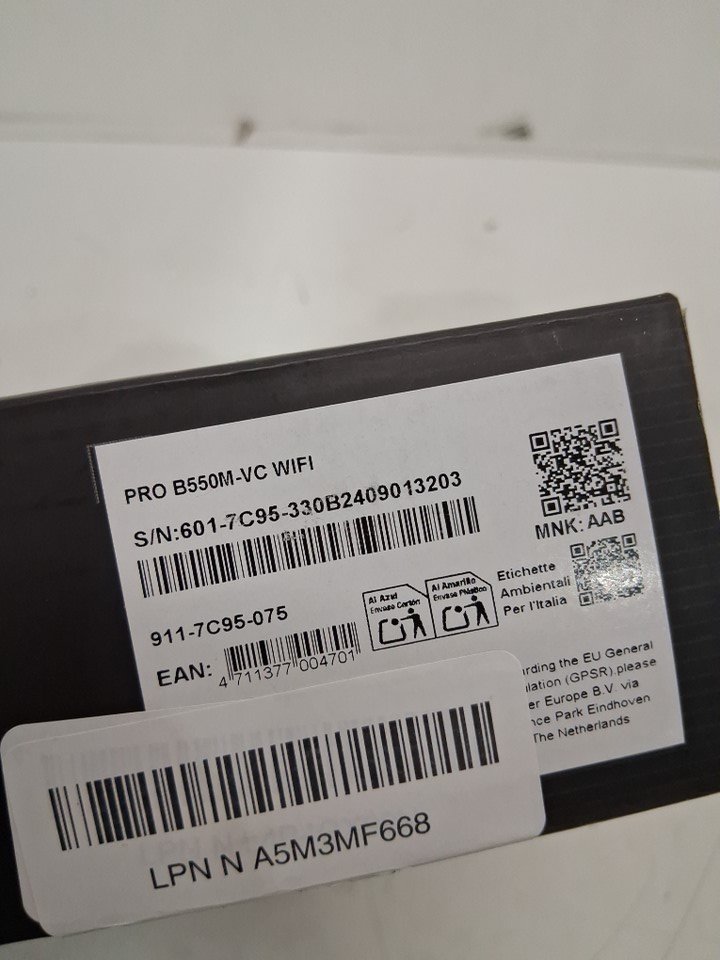 PRO B550M-VC WIFI
S/N:601-7C95-330B2409013203
MNK: AAB
911-7C95-075
EAN:
4 711377 004701
Al Azul
Envase Cartón
Al Amarillo
Envase Plástico
Etichette
Ambientali
Per l'Italia
rding the EU General
lation (GPSR),please
er Europe B.V. via
nce Park Eindhoven
The Netherlands
LPN N A5M3MF668